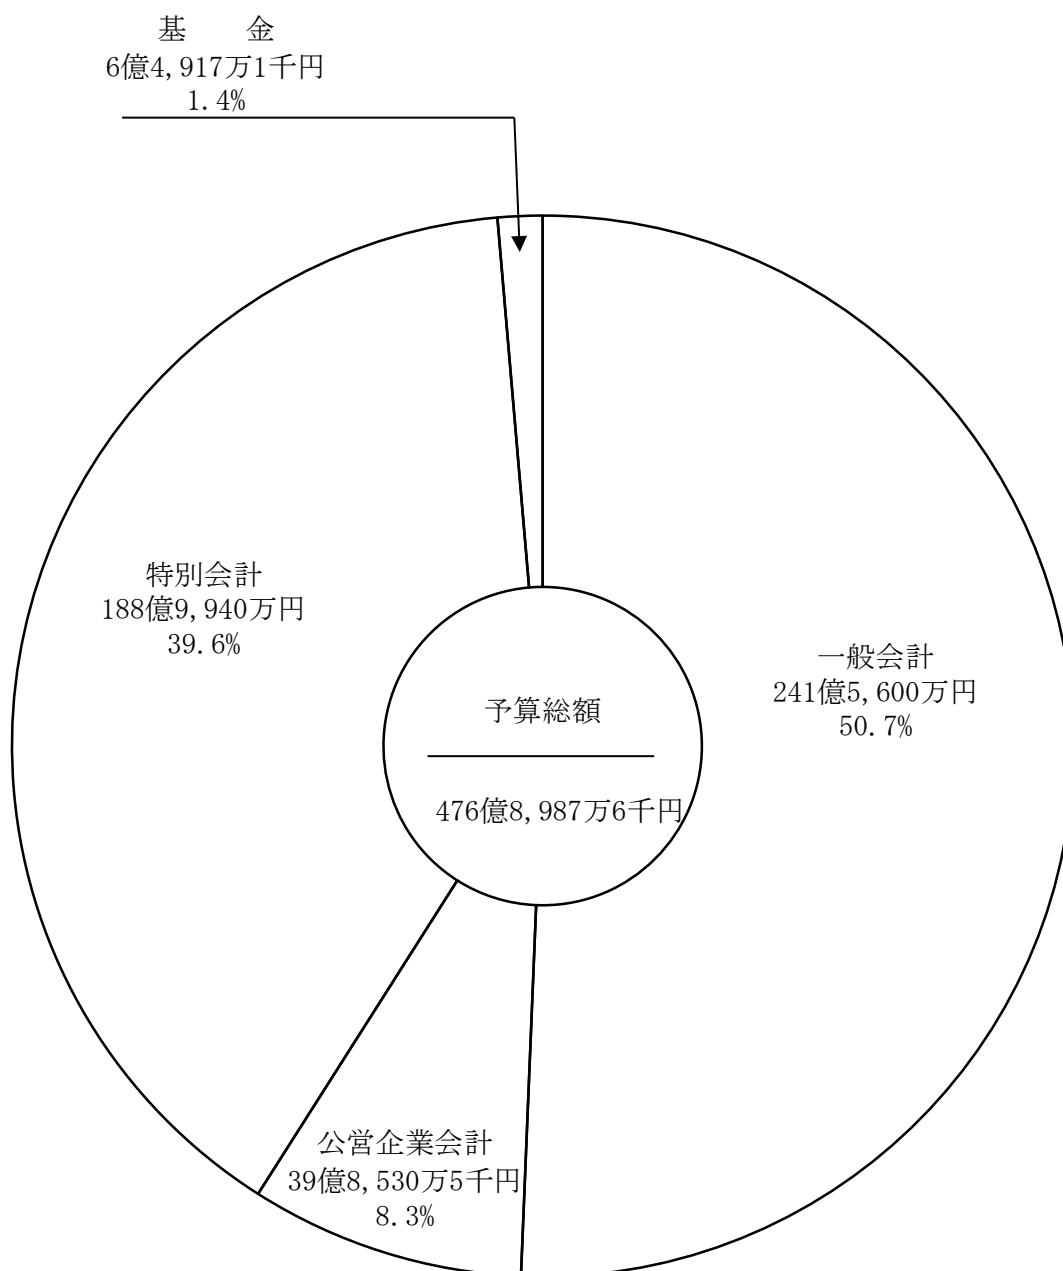 基　　金
6億4,917万1千円
1.4%
特別会計
188億9,940万円
39.6%
一般会計
241億5,600万円
50.7%
予算総額
476億8,987万6千円
公営企業会計
39億8,530万5千円
8.3%